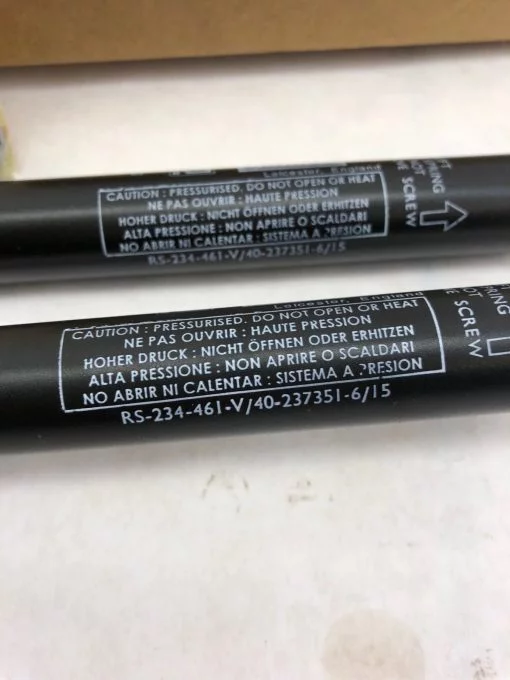 Leicester, England
CAUTION : PRESSURISED. DO NOT OPEN OR HEAT
NE PAS OUVRIR : HAUTE PRESSION
HOHER DRUCK : NICHT ÖFFNEN ODER ERHITZEN
ALTA PRESSIONE : NON APRIRE O SCALDARI
NO ABRIR NI CALENTAR : SISTEMA A PRESION
RS-234-461-V/40-237351-6/15
SCREW
Leicester, England
CAUTION : PRESSURISED. DO NOT OPEN OR HEAT
NE PAS OUVRIR : HAUTE PRESSION
HOHER DRUCK : NICHT ÖFFNEN ODER ERHITZEN
ALTA PRESSIONE : NON APRIRE O SCALDARI
NO ABRIR NI CALENTAR : SISTEMA A PRESION
RS-234-461-V/40-237351-6/15
SCREW